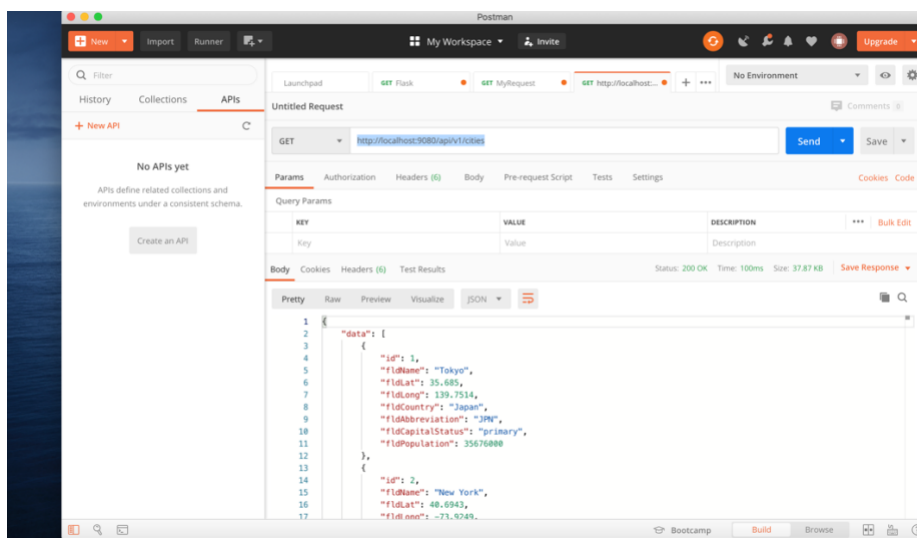 Postman
New Import Runner My Workspace Invite Upgrade
Filter
History Collections APIs
+ New API
No APIs yet
APIs define related collections and
environments under a consistent schema.
Create an API
Launchpad GET Flask GET MyRequest GET http://localhost:... + ••• No Environment
Untitled Request Comments 0
GET http://localhost:9080/api/v1/cities Send Save
Params Authorization Headers (6) Body Pre-request Script Tests Settings Cookies Code
Query Params
KEY VALUE DESCRIPTION ••• Bulk Edit
Key Value Description
Body Cookies Headers (6) Test Results Status: 200 OK Time: 100ms Size: 37.87 KB Save Response
Pretty Raw Preview Visualize JSON
1 {
2 "data": [
3 {
4 "id": 1,
5 "fldName": "Tokyo",
6 "fldLat": 35.685,
7 "fldLong": 139.7514,
8 "fldCountry": "Japan",
9 "fldAbbreviation": "JPN",
10 "fldCapitalStatus": "primary",
11 "fldPopulation": 35676000
12 },
13 {
14 "id": 2,
15 "fldName": "New York",
16 "fldLat": 40.6943,
17 "fldLong": -73.9249,
Bootcamp Build Browse